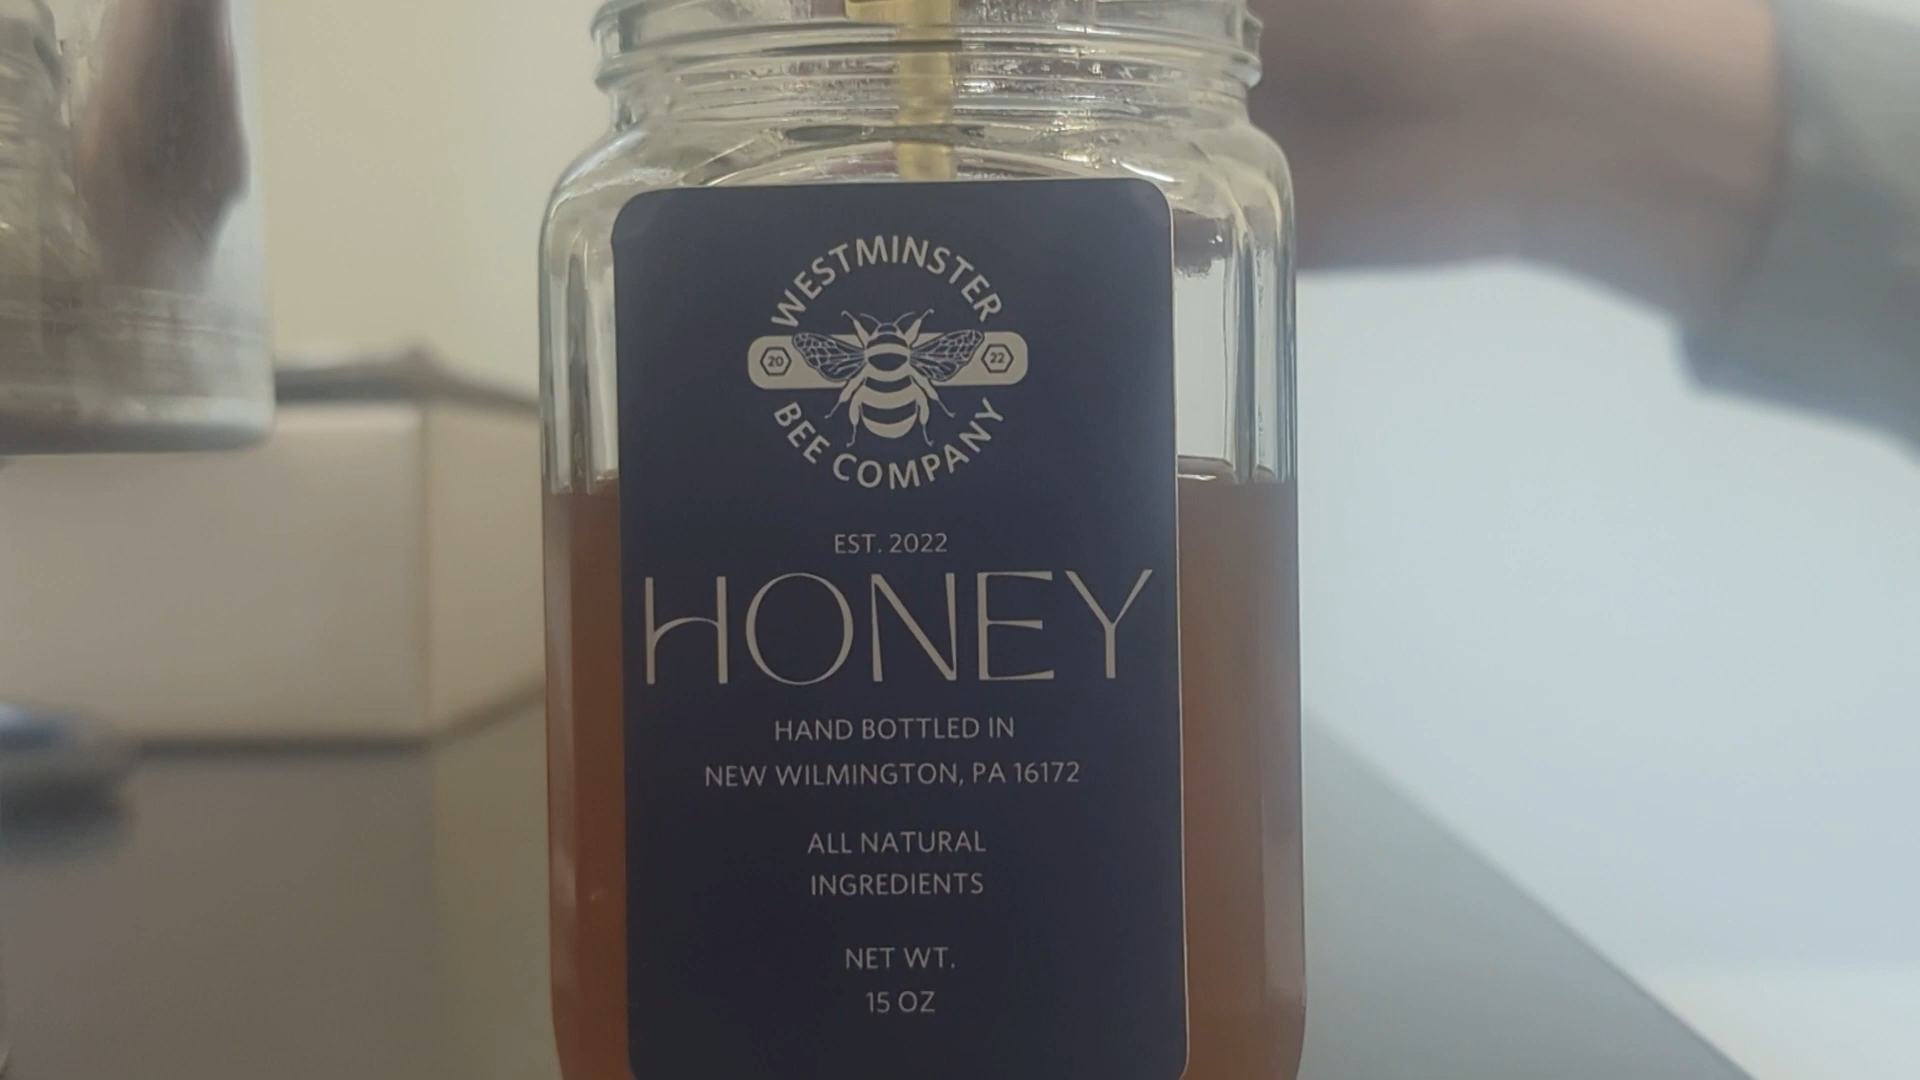 WESTMINSTER
20 22
BEE COMPANY
EST. 2022
HONEY
HAND BOTTLED IN
NEW WILMINGTON, PA 16172
ALL NATURAL
INGREDIENTS
NET WT.
15 OZ